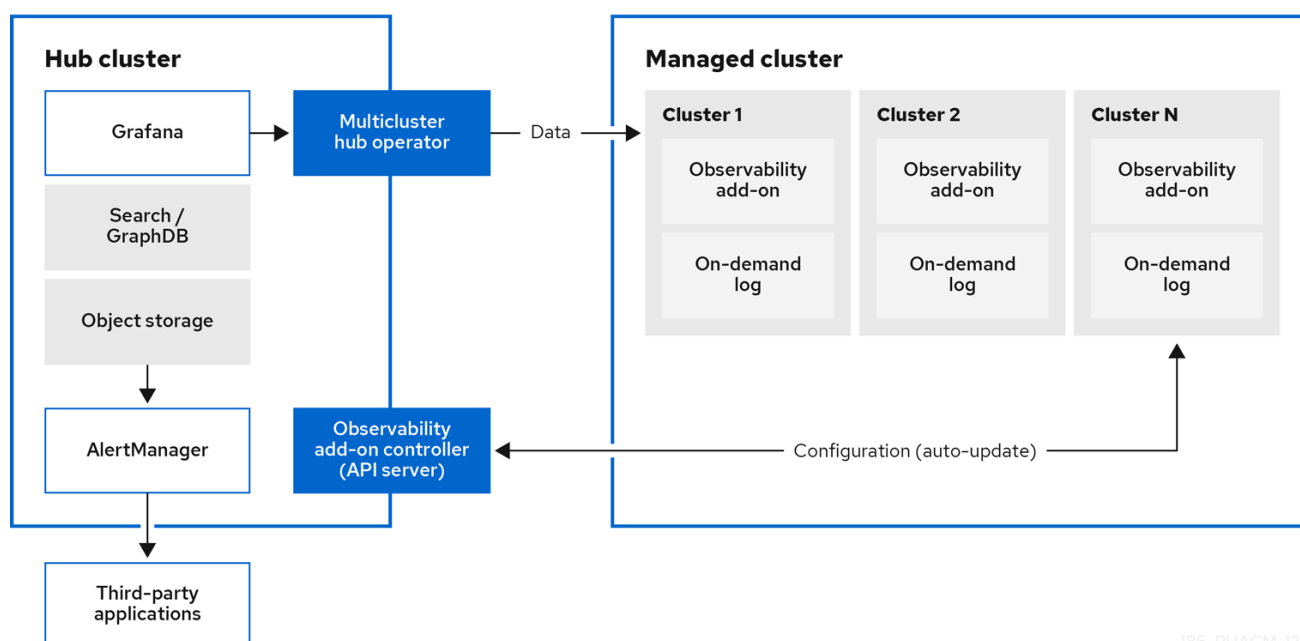 Hub cluster
Grafana
Search /
GraphDB
Object storage
AlertManager
Third-party
applications
Multicluster
hub operator
Data
Observability
add-on controller
(API server)
Configuration (auto-update)
Managed cluster
Cluster 1
Observability
add-on
On-demand
log
Cluster 2
Observability
add-on
On-demand
log
Cluster N
Observability
add-on
On-demand
log